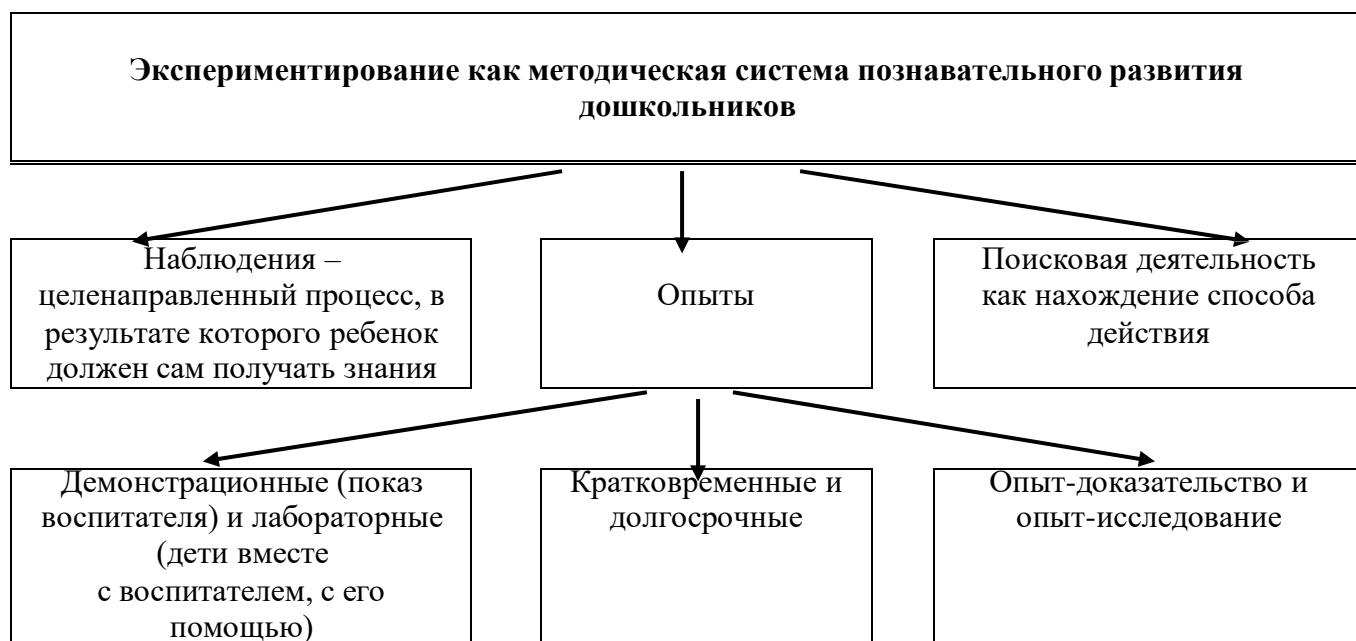 Экспериментирование как методическая система познавательного развития
дошкольников
Наблюдения –
целенаправленный процесс, в
результате которого ребенок
должен сам получать знания
Опыты
Поисковая деятельность
как нахождение способа
действия
Демонстрационные (показ
воспитателя) и лабораторные
(дети вместе
с воспитателем, с его
помощью)
Кратковременные и
долгосрочные
Опыт-доказательство и
опыт-исследование